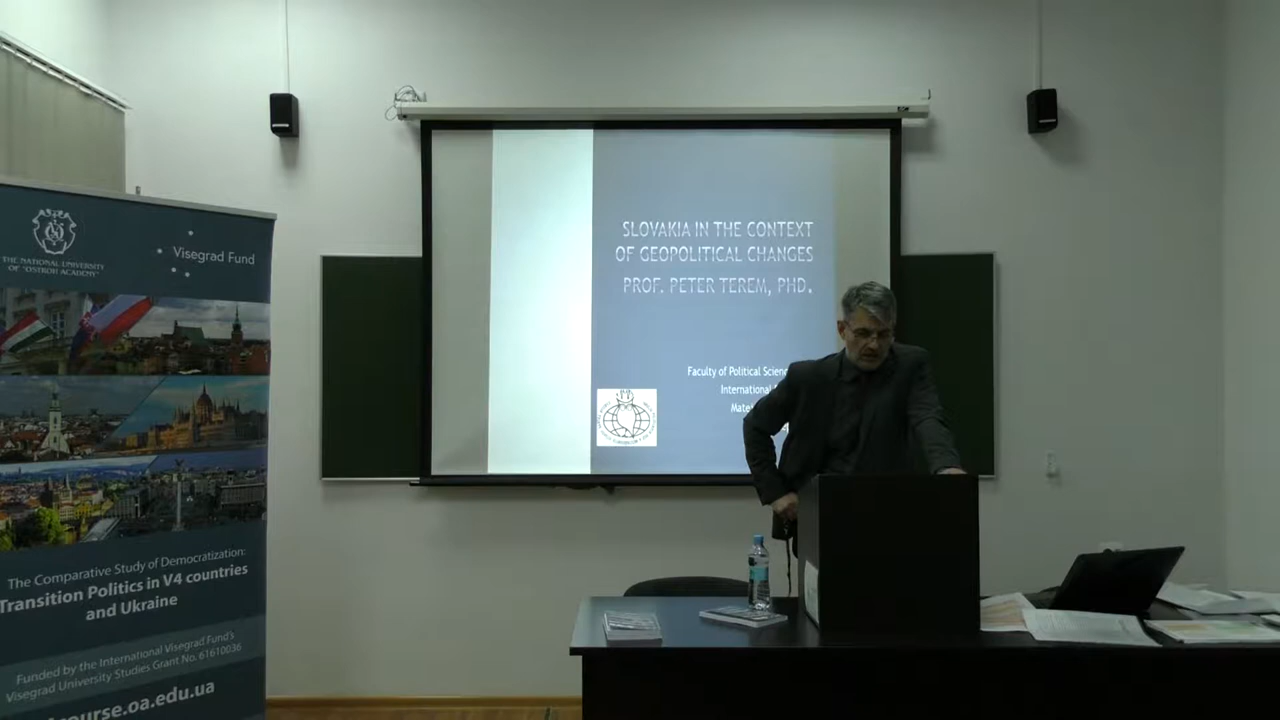 THE NATIONAL UNIVERSITY
OF "OSTROH ACADEMY"
Visegrad Fund
The Comparative Study of Democratization:
Transition Politics in V4 countries
and Ukraine
Funded by the International Visegrad Fund's
Visegrad University Studies Grant No. 61610036
course.oa.edu.ua
SLOVAKIA IN THE CONTEXT
OF GEOPOLITICAL CHANGES
PROF. PETER TEREM, PHD.
Faculty of Political
International